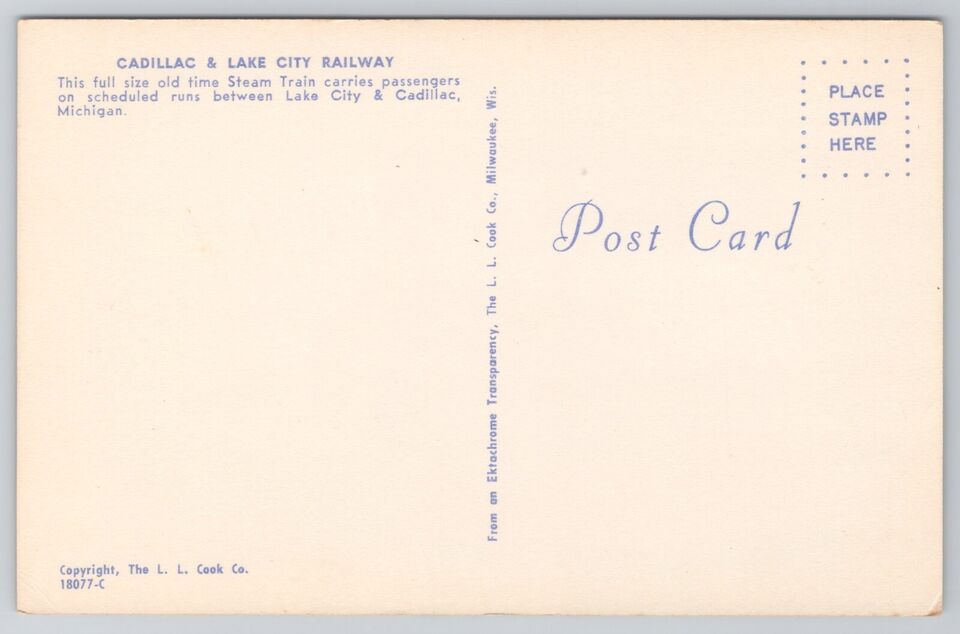 CADILLAC & LAKE CITY RAILWAY
This full size old time Steam Train carries passengers
on scheduled runs between Lake City & Cadillac,
Michigan.
Copyright, The L. L. Cook Co.
18077-C
From an Ektachrome Transparency, The L. L. Cook Co., Milwaukee, Wis.
PLACE
STAMP
HERE
Post Card